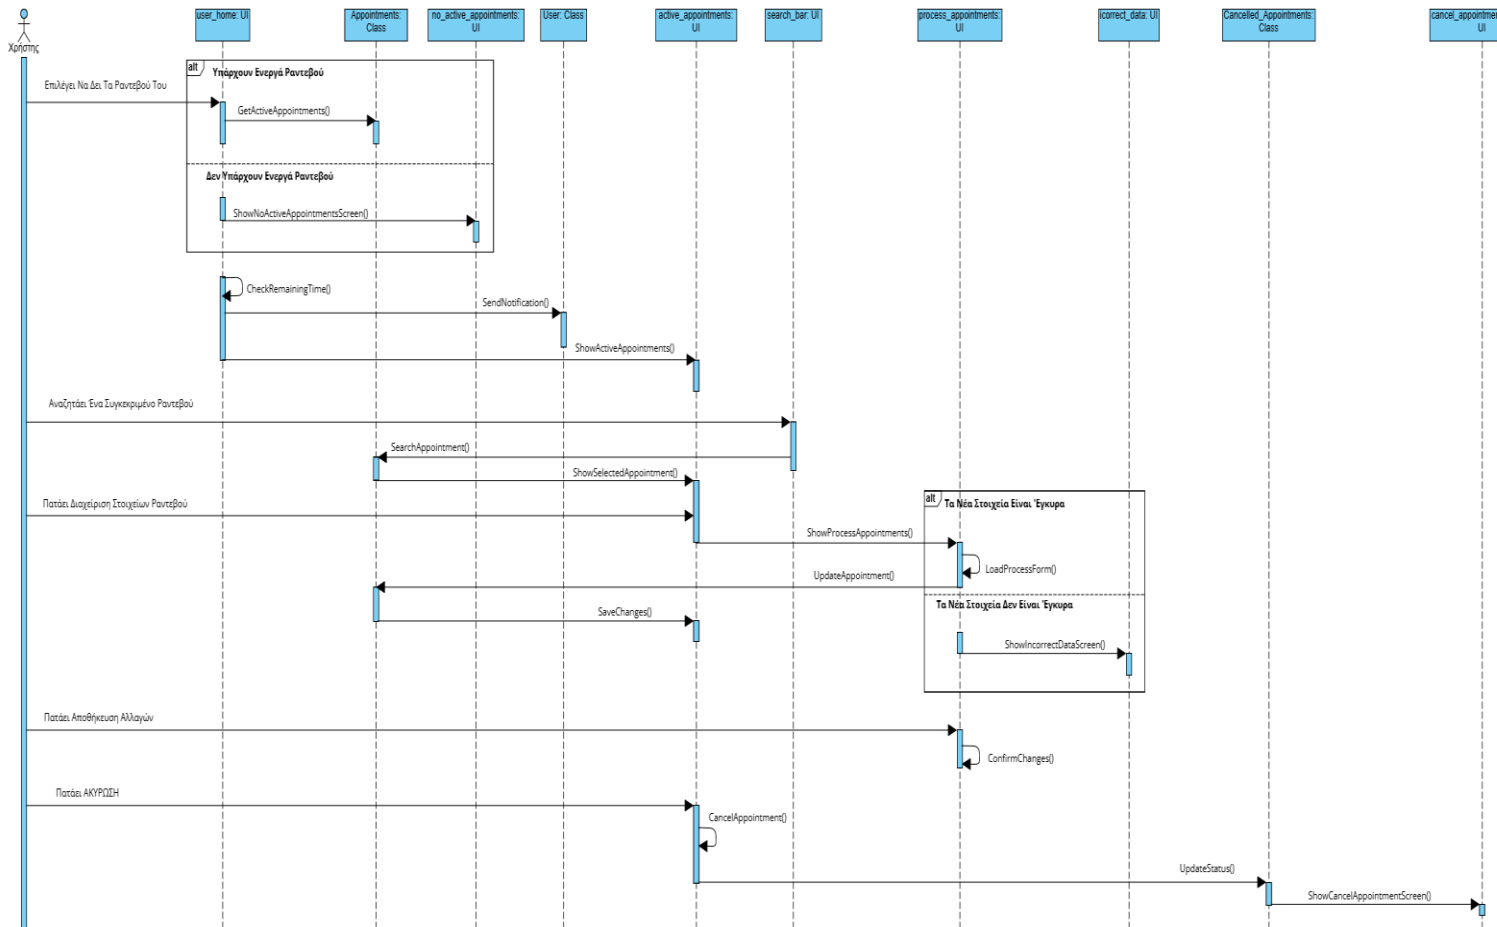 user_home: UI
Appointments:
Class
no_active_appointments:
UI
User: Class
active_appointments:
UI
search_bar: UI
process_appointments:
UI
icorrect_data: UI
Cancelled_Appointments:
Class
cancel_appointmen
UI
Χρήστης
alt
Υπάρχουν Ενεργά Ραντεβού
Επιλέγει Να Δει Τα Ραντεβού Του
GetActiveAppointments()
Δεν Υπάρχουν Ενεργά Ραντεβού
ShowNoActiveAppointmentsScreen()
CheckRemainingTime()
SendNotification()
ShowActiveAppointments()
Αναζητάει Ένα Συγκεκριμένο Ραντεβού
SearchAppointment()
ShowSelectedAppointment()
Πατάει Διαχείριση Στοιχείων Ραντεβού
alt
Τα Νέα Στοιχεία Είναι Έγκυρα
ShowProcessAppointments()
LoadProcessForm()
UpdateAppointment()
Τα Νέα Στοιχεία Δεν Είναι Έγκυρα
SaveChanges()
ShowIncorrectDataScreen()
Πατάει Αποθήκευση Αλλαγών
ConfirmChanges()
Πατάει ΑΚΥΡΩΣΗ
CancelAppointment()
UpdateStatus()
ShowCancelAppointmentScreen()